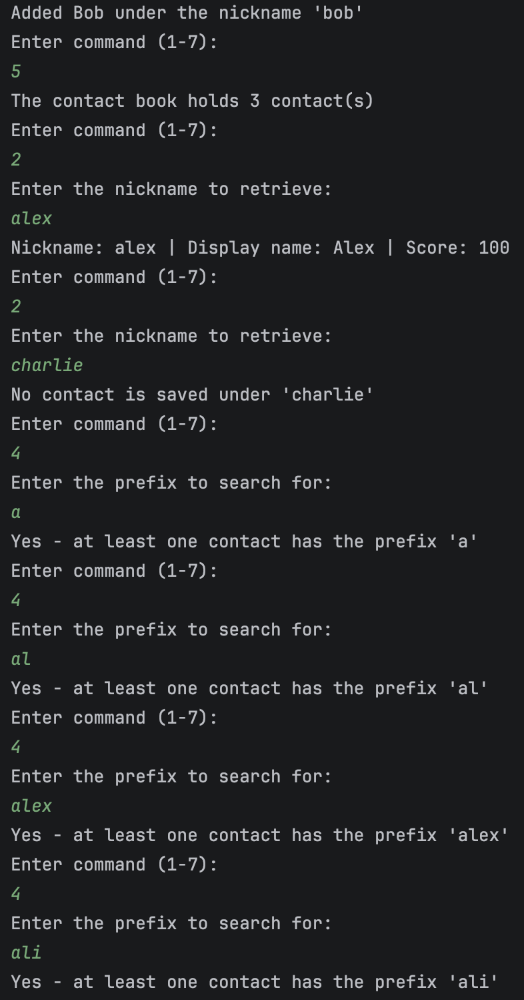 Added Bob under the nickname 'bob'
Enter command (1-7):
5
The contact book holds 3 contact(s)
Enter command (1-7):
2
Enter the nickname to retrieve:
alex
Nickname: alex | Display name: Alex | Score: 100
Enter command (1-7):
2
Enter the nickname to retrieve:
charlie
No contact is saved under 'charlie'
Enter command (1-7):
4
Enter the prefix to search for:
a
Yes - at least one contact has the prefix 'a'
Enter command (1-7):
4
Enter the prefix to search for:
al
Yes - at least one contact has the prefix 'al'
Enter command (1-7):
4
Enter the prefix to search for:
alex
Yes - at least one contact has the prefix 'alex'
Enter command (1-7):
4
Enter the prefix to search for:
ali
Yes - at least one contact has the prefix 'ali'